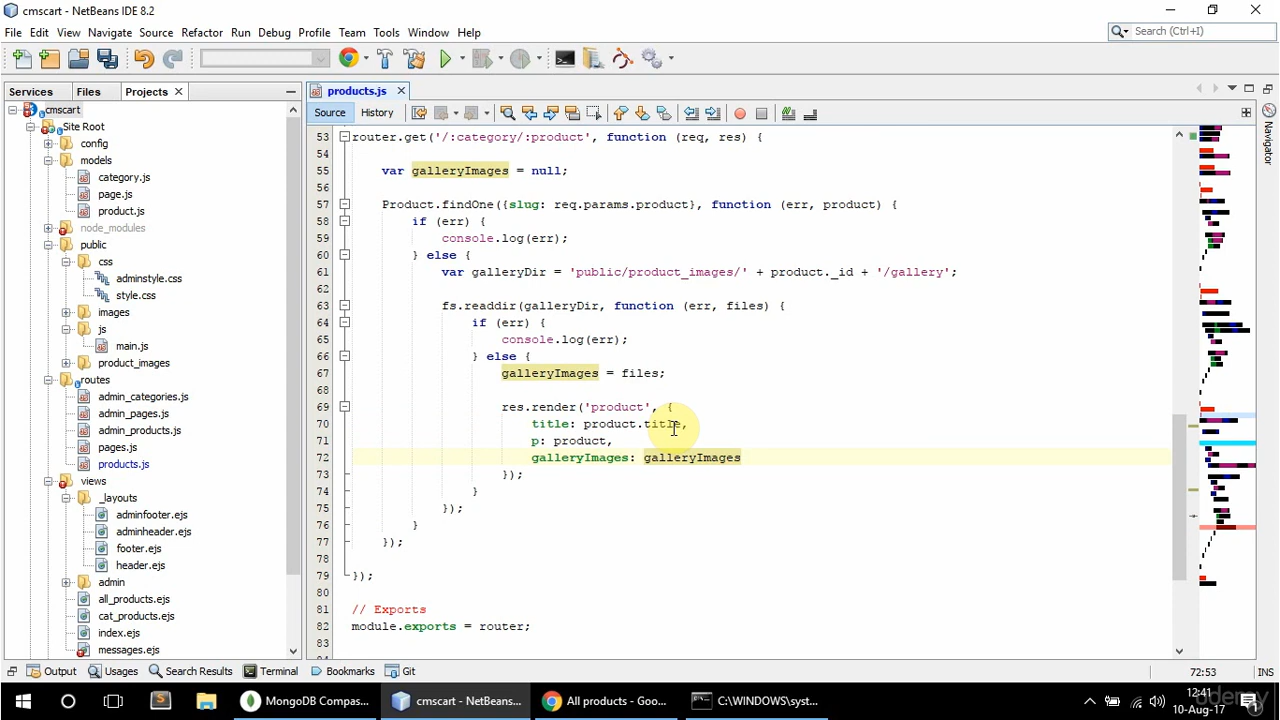 cmscart - NetBeans IDE 8.2
File Edit View Navigate Source Refactor Run Debug Profile Team Tools Window Help
Search (Ctrl+I)
Services Files Projects
products.js
Source History
cmscart
Site Root
config
models
category.js
page.js
product.js
node_modules
public
css
adminstyle.css
style.css
images
js
main.js
product_images
routes
admin_categories.js
admin_pages.js
admin_products.js
pages.js
products.js
views
_layouts
adminfooter.ejs
adminheader.ejs
footer.ejs
header.ejs
admin
all_products.ejs
cat_products.ejs
index.ejs
messages.ejs
53 router.get('/:category/:product', function (req, res) {
54
55 var galleryImages = null;
56
57 Product.findOne({slug: req.params.product}, function (err, product) {
58 if (err) {
59 console.log(err);
60 } else {
61 var galleryDir = 'public/product_images/' + product._id + '/gallery';
62
63 fs.readdir(galleryDir, function (err, files) {
64 if (err) {
65 console.log(err);
66 } else {
67 galleryImages = files;
68
69 res.render('product', {
70 title: product.title,
71 p: product,
72 galleryImages: galleryImages
73 });
74 }
75 });
76 }
77 });
78
79 });
80
81 // Exports
82 module.exports = router;
83
Navigator
Output Usages Search Results Terminal Bookmarks Git
72:53 INS
MongoDB Compas... cmscart - NetBeans ... All products - Goo... C:\WINDOWS\syst...
12:41
10-Aug-17
udemy